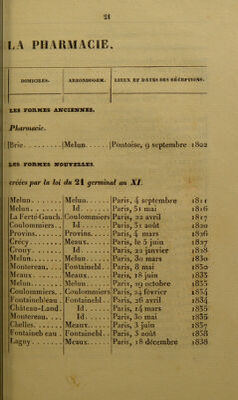 21
LA PHARMACIE.
DOMICILES. ARRONDISSEM. LIEUX ET DATES DES RÉCEPTIONS.
LES FORMES ANCIENNES.
Pharmacie.
Brie. . . . . . . . Melun. . . . . . Pontoise, 9 septembre 1802
LES FORMES NOUVELLES.
créées par la loi du 21 germinal an XI.
Melun. . . . . . . Melun. . . . . . Paris, 4 septembre 1811
Melun. . . . . . . Id. . . . . . Paris, 31 mai 1816
La Ferté-Gauch. Coulommiers Paris, 22 avril 1817
Coulommiers. . Id. . . . . . Paris, 31 août 1820
Provins. . . . . . Provins. . . . . Paris, 4 mars 1826
Crécy . . . . . . . Meaux. . . . . . Paris, le 5 juin 1827
Crouy . . . . . . . Id. . . . . . Paris, 22 janvier 1828
Melun. . . . . . . Melun. . . . . . Paris, 30 mars 1830
Montereau. . . . Fontainebl. . Paris, 8 mai 1830
Meaux. . . . . . . Meaux. . . . . . Paris, 18 juin 1833
Melun. . . . . . . Melun. . . . . . Paris, 29 octobre 1833
Coulommiers. . Coulommiers Paris, 24 février 1834
Fontainebleau . Fontainebl. . Paris, 26 avril 1834
Château-Land. Id. . . . . . Paris, 14 mars 1835
Montereau. . . . Id. . . . . . Paris, 30 mai 1835
Chelles. . . . . . . Meaux. . . . . . Paris, 3 juin 1837
Fontaineb eau . Fontainebl. . Paris, 3 août 1838
Lagny . . . . . . . Meaux. . . . . . Paris, 18 décembre 1838